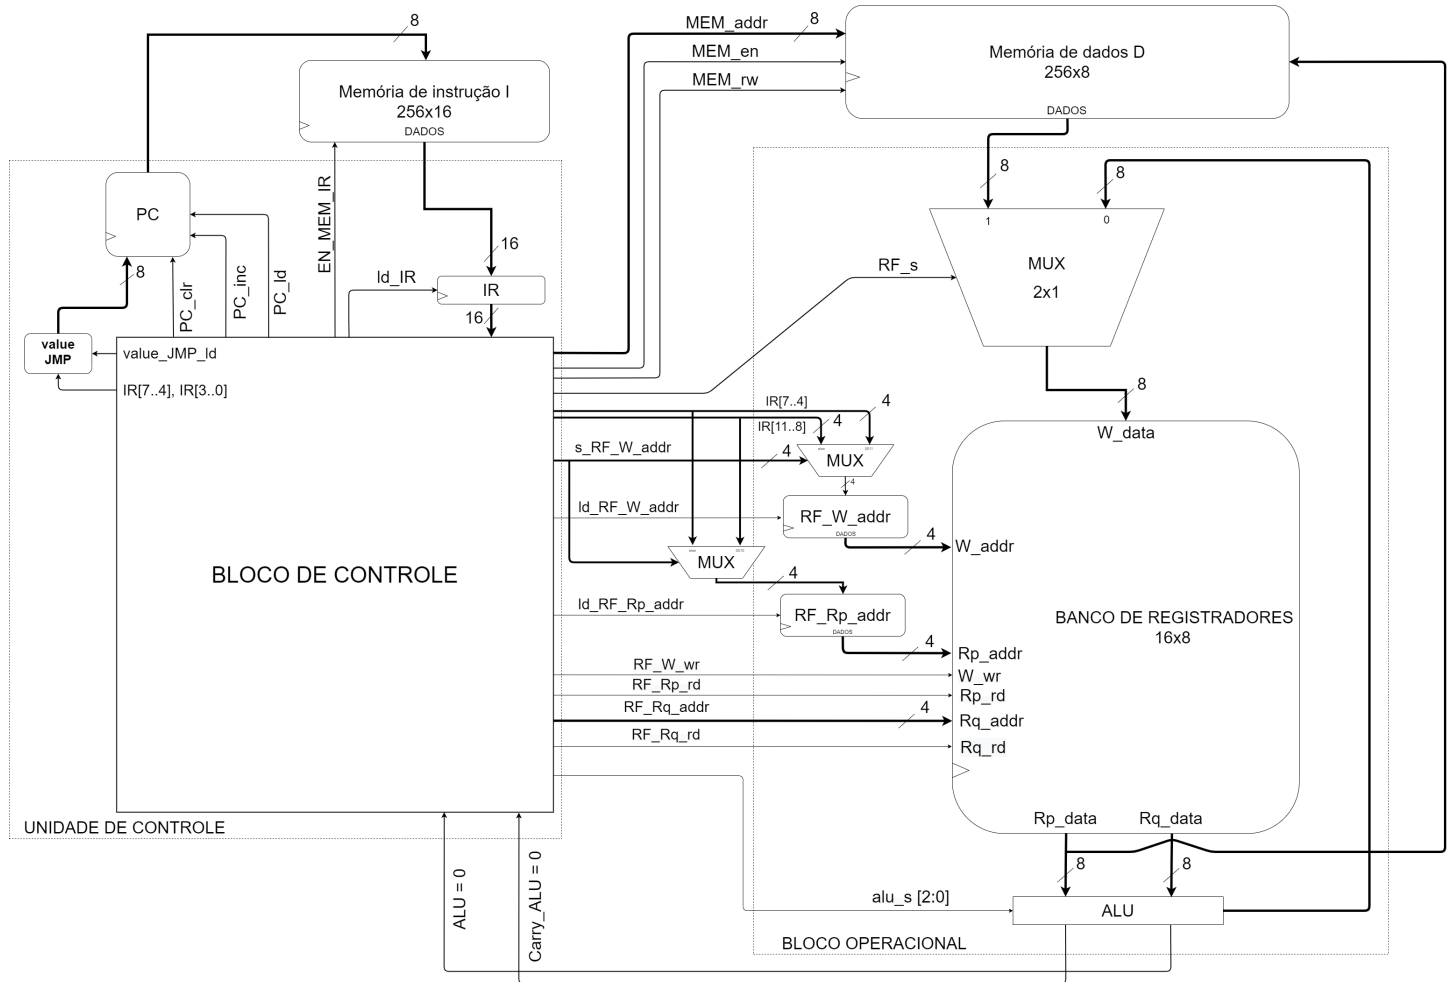 8
MEM_addr
8
MEM_en
MEM_rw
Memória de dados D
256x8
DADOS
Memória de instrução I
256x16
DADOS
PC
8
EN_MEM_IR
16
ld_IR
IR
16
PC_clr
PC_inc
PC_ld
value
JMP
value_JMP_ld
IR[7..4], IR[3..0]
8
8
1
0
MUX
2x1
RF_s
8
IR[7..4]
4
IR[11..8]
4
s_RF_W_addr
4
MUX
4
ld_RF_W_addr
RF_W_addr
DADOS
4
MUX
4
ld_RF_Rp_addr
RF_Rp_addr
DADOS
4
BLOCO DE CONTROLE
RF_W_wr
RF_Rp_rd
RF_Rq_addr
4
RF_Rq_rd
W_data
W_addr
BANCO DE REGISTRADORES
16x8
Rp_addr
W_wr
Rp_rd
Rq_addr
Rq_rd
Rp_data
Rq_data
UNIDADE DE CONTROLE
8
8
ALU = 0
Carry_ALU = 0
alu_s [2:0]
ALU
BLOCO OPERACIONAL